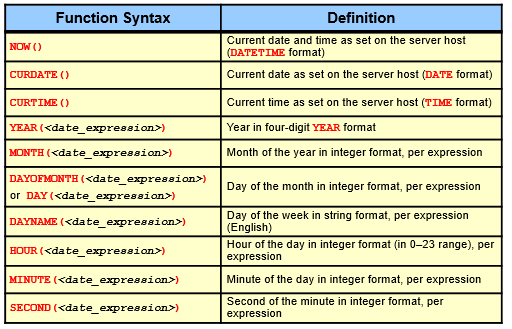 Function Syntax
Definition
NOW()
Current date and time as set on the server host
(DATETIME format)
CURDATE()
Current date as set on the server host (DATE format)
CURTIME()
Current time as set on the server host (TIME format)
YEAR(<date_expression>)
Year in four-digit YEAR format
MONTH(<date_expression>)
Month of the year in integer format, per expression
DAYOFMONTH(<date_expression>)
or DAY(<date_expression>)
Day of the month in integer format, per expression
DAYNAME(<date_expression>)
Day of the week in string format, per expression
(English)
HOUR(<date_expression>)
Hour of the day in integer format (in 0–23 range), per
expression
MINUTE(<date_expression>)
Minute of the day in integer format, per expression
SECOND(<date_expression>)
Second of the minute in integer format, per
expression